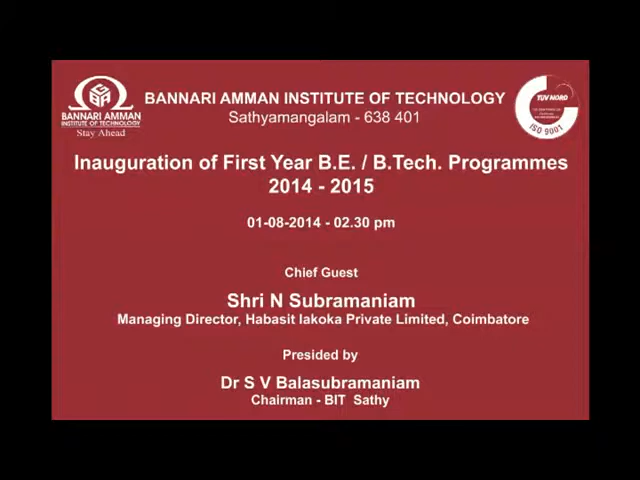 BANNARI AMMAN
INSTITUTE OF TECHNOLOGY
Stay Ahead
BANNARI AMMAN INSTITUTE OF TECHNOLOGY
Sathyamangalam - 638 401
TUV NORD
ISO 9001
Inauguration of First Year B.E. / B.Tech. Programmes
2014 - 2015
01-08-2014 - 02.30 pm
Chief Guest
Shri N Subramaniam
Managing Director, Habasit Iakoka Private Limited, Coimbatore
Presided by
Dr S V Balasubramaniam
Chairman - BIT Sathy